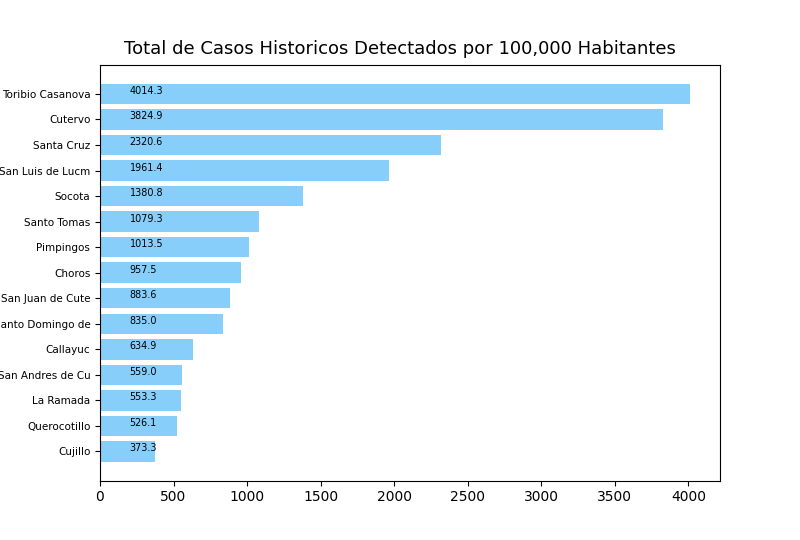 Total de Casos Historicos Detectados por 100,000 Habitantes
Toribio Casanova 4014.3
Cutervo 3824.9
Santa Cruz 2320.6
San Luis de Lucm 1961.4
Socota 1380.8
Santo Tomas 1079.3
Pimpingos 1013.5
Choros 957.5
San Juan de Cute 883.6
anto Domingo de 835.0
Callayuc 634.9
San Andres de Cu 559.0
La Ramada 553.3
Querocotillo 526.1
Cujillo 373.3
0 500 1000 1500 2000 2500 3000 3500 4000